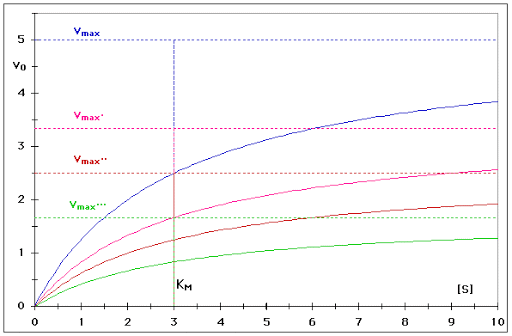 5
Vmax
v₀
4
Vmax'
3
Vmax''
2
Vmax'''
1
KM
[S]
0
0 1 2 3 4 5 6 7 8 9 10